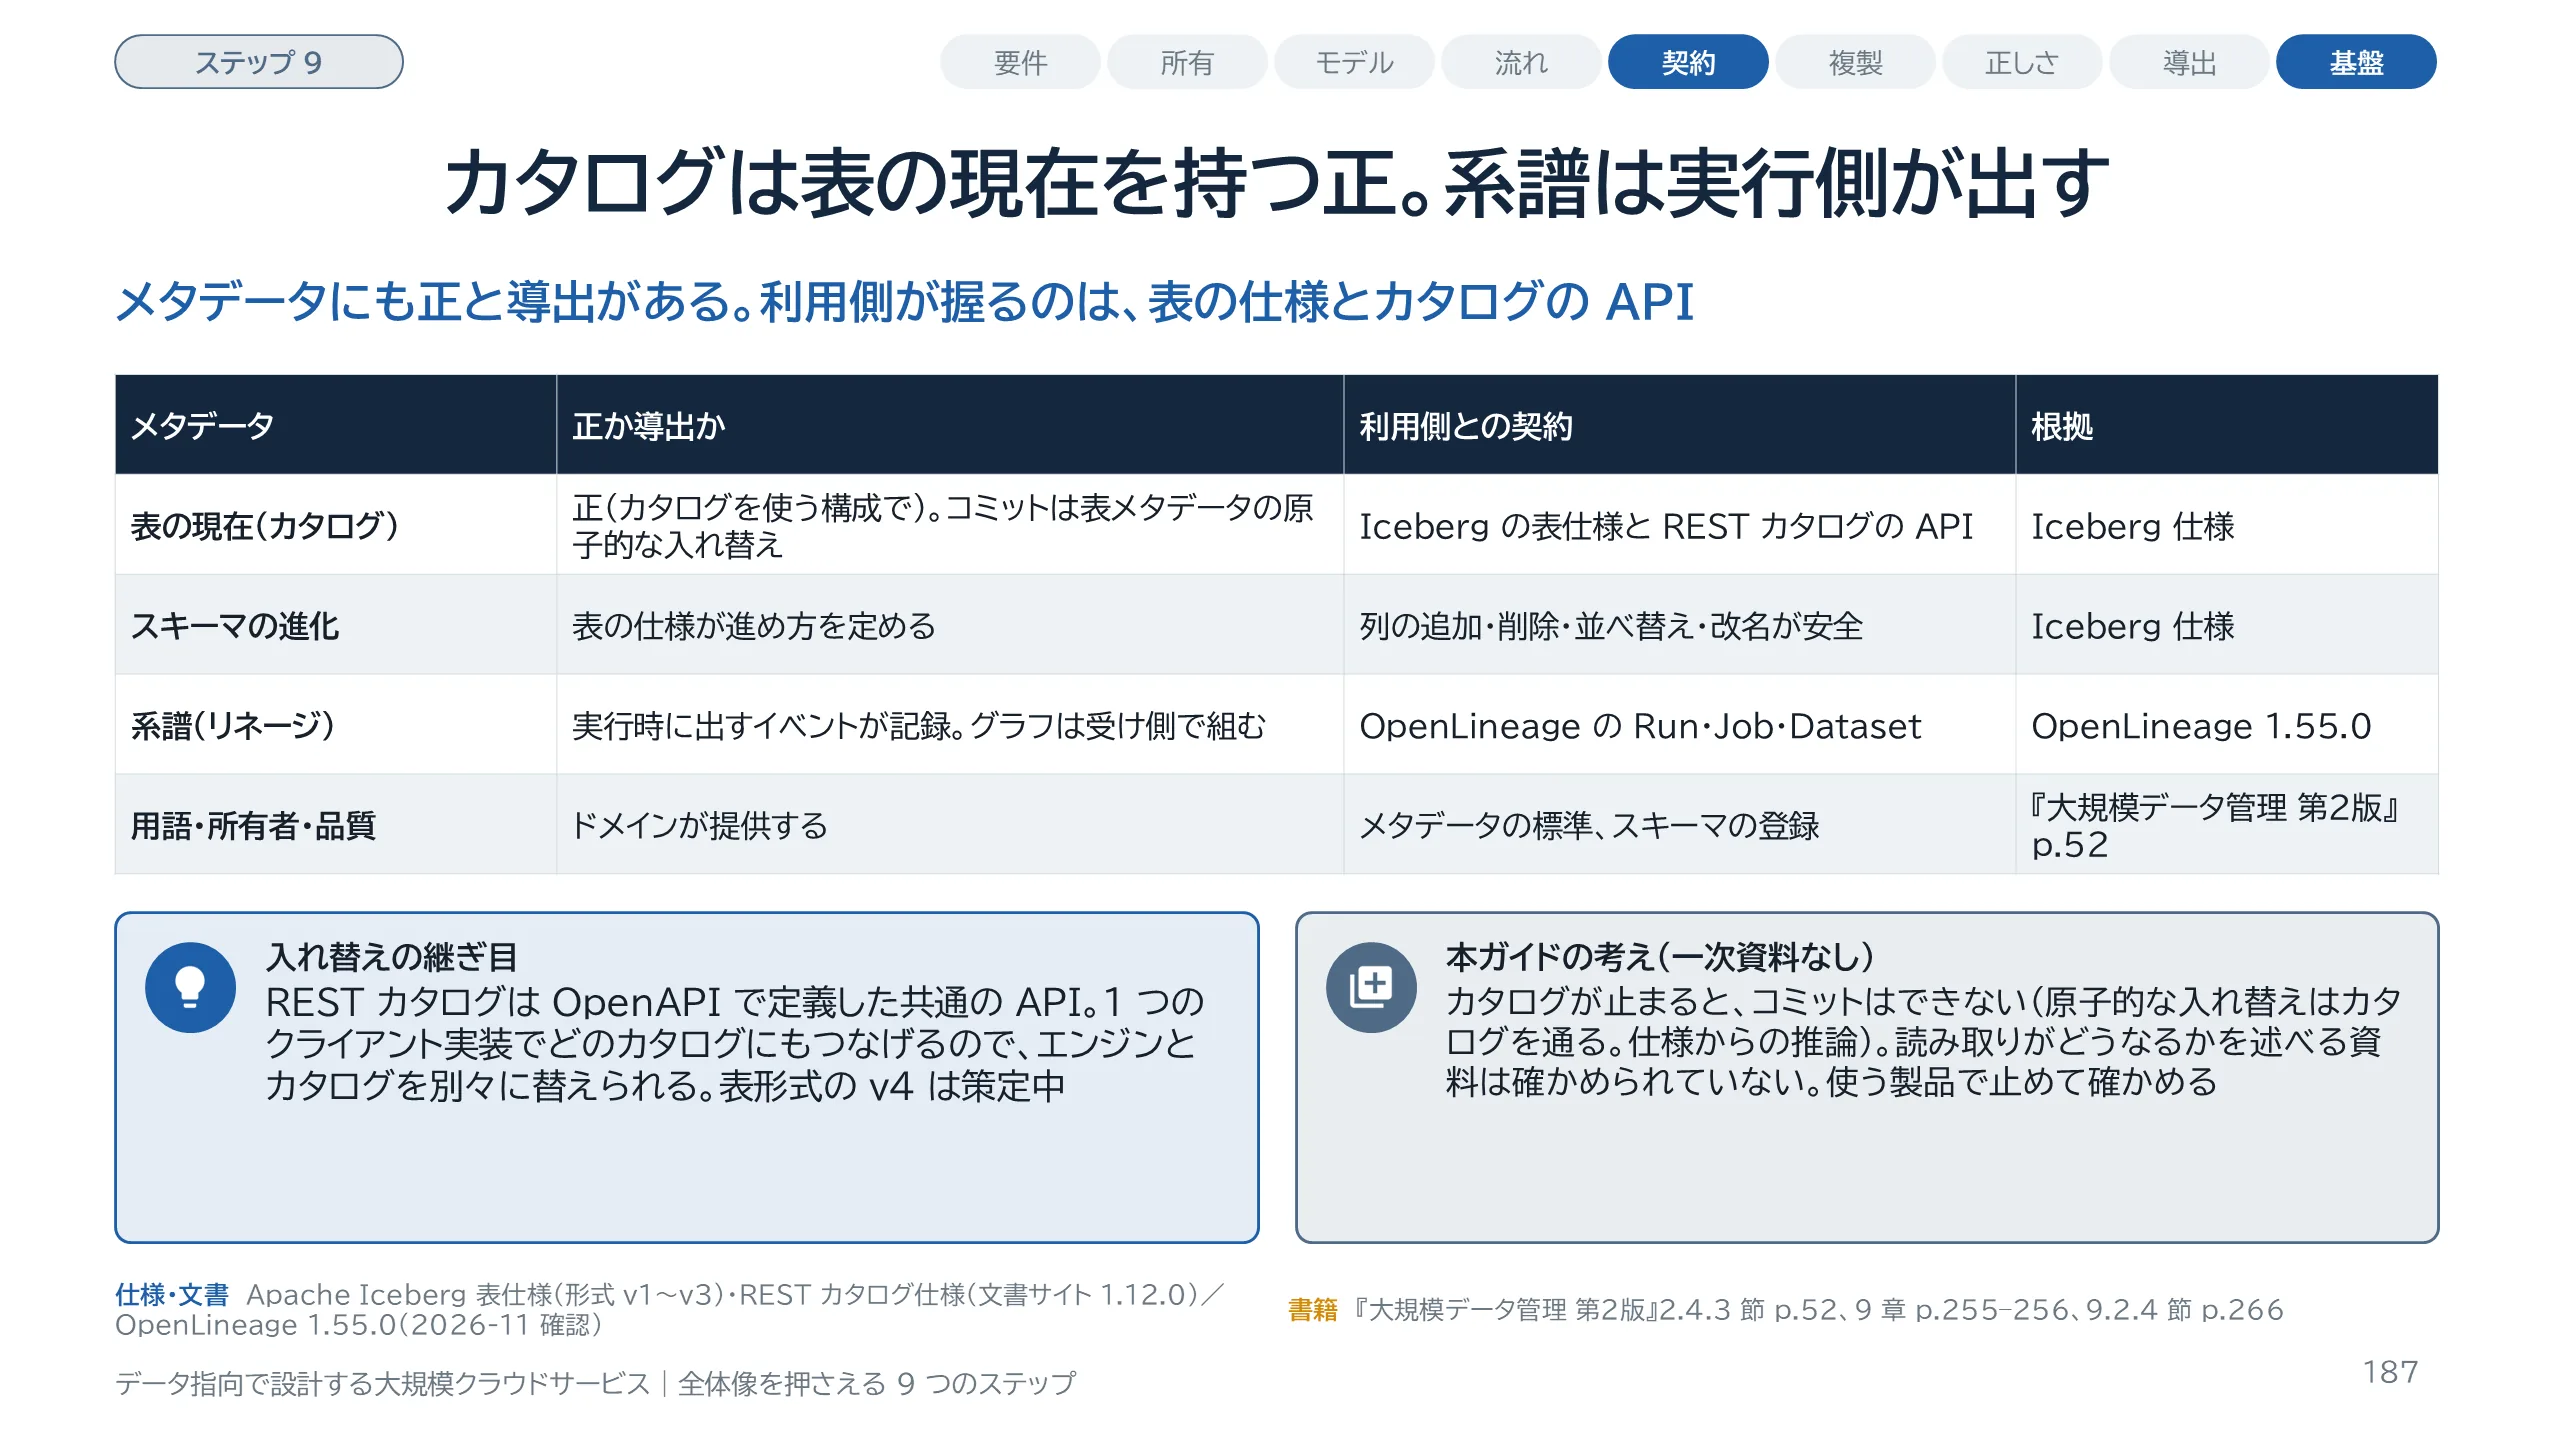 ステップ 9
要件
所有
モデル
流れ
契約
複製
正しさ
導出
基盤
カタログは表の現在を持つ正。系譜は実行側が出す
メタデータにも正と導出がある。利用側が握るのは、表の仕様とカタログの API
メタデータ
正か導出か
利用側との契約
根拠
表の現在(カタログ)
正(カタログを使う構成で)。コミットは表メタデータの原
子的な入れ替え
Iceberg の表仕様と REST カタログの API
Iceberg 仕様
スキーマの進化
表の仕様が進め方を定める
列の追加・削除・並べ替え・改名が安全
Iceberg 仕様
系譜(リネージ)
実行時に出すイベントが記録。グラフは受け側で組む
OpenLineage の Run・Job・Dataset
OpenLineage 1.55.0
用語・所有者・品質
ドメインが提供する
メタデータの標準、スキーマの登録
『大規模データ管理 第2版』
p.52
入れ替えの継ぎ目
REST カタログは OpenAPI で定義した共通の API。1 つの
クライアント実装でどのカタログにもつなげるので、エンジンと
カタログを別々に替えられる。表形式の v4 は策定中
本ガイドの考え(一次資料なし)
カタログが止まると、コミットはできない(原子的な入れ替えはカタ
ログを通る。仕様からの推論)。読み取りがどうなるかを述べる資
料は確かめられていない。使う製品で止めて確かめる
仕様・文書 Apache Iceberg 表仕様(形式 v1〜v3)・REST カタログ仕様(文書サイト 1.12.0)／
OpenLineage 1.55.0(2026-11 確認)
書籍 『大規模データ管理 第2版』2.4.3 節 p.52、9 章 p.255–256、9.2.4 節 p.266
データ指向で設計する大規模クラウドサービス｜全体像を押さえる 9 つのステップ
187